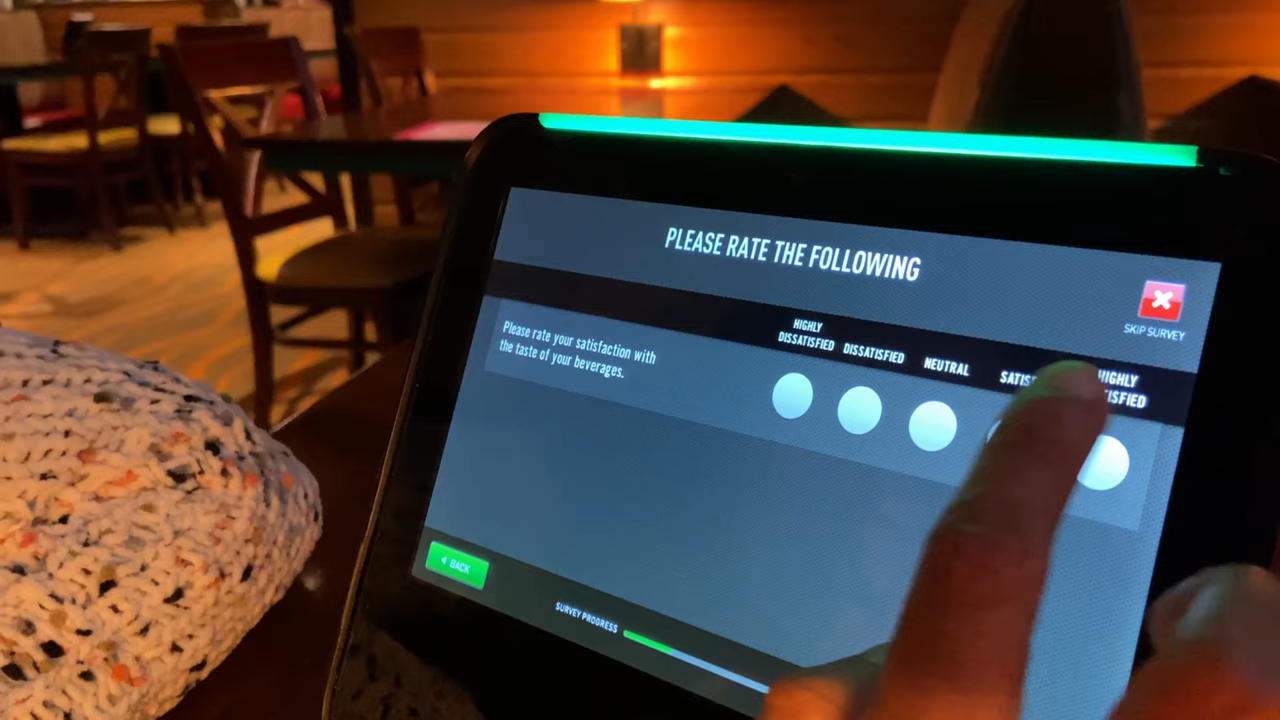 PLEASE RATE THE FOLLOWING
SKIP SURVEY
HIGHLY
DISSATISFIED
DISSATISFIED
NEUTRAL
HIGHLY
Please rate your satisfaction with
the taste of your beverages.
BACK
SURVEY PROGRESS